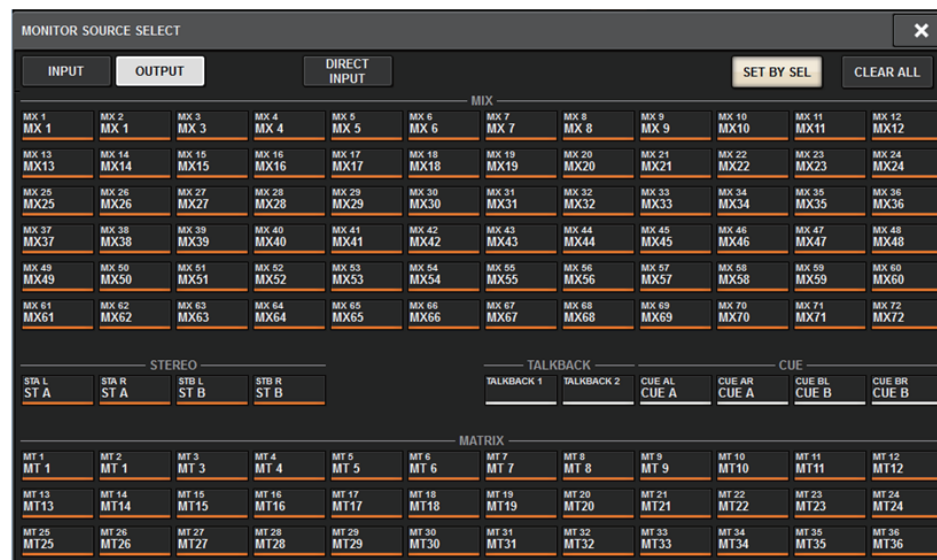 MONITOR SOURCE SELECT
INPUT OUTPUT DIRECT INPUT SET BY SEL CLEAR ALL
MIX
MX 1 MX 2 MX 3 MX 4 MX 5 MX 6 MX 7 MX 8 MX 9 MX 10 MX 11 MX 12
MX 1 MX 1 MX 3 MX 4 MX 5 MX 6 MX 7 MX 8 MX 9 MX10 MX11 MX12
MX 13 MX 14 MX 15 MX 16 MX 17 MX 18 MX 19 MX 20 MX 21 MX 22 MX 23 MX 24
MX13 MX14 MX15 MX16 MX17 MX18 MX19 MX20 MX21 MX22 MX23 MX24
MX 25 MX 26 MX 27 MX 28 MX 29 MX 30 MX 31 MX 32 MX 33 MX 34 MX 35 MX 36
MX25 MX26 MX27 MX28 MX29 MX30 MX31 MX32 MX33 MX34 MX35 MX36
MX 37 MX 38 MX 39 MX 40 MX 41 MX 42 MX 43 MX 44 MX 45 MX 46 MX 47 MX 48
MX37 MX38 MX39 MX40 MX41 MX42 MX43 MX44 MX45 MX46 MX47 MX48
MX 49 MX 50 MX 51 MX 52 MX 53 MX 54 MX 55 MX 56 MX 57 MX 58 MX 59 MX 60
MX49 MX50 MX51 MX52 MX53 MX54 MX55 MX56 MX57 MX58 MX59 MX60
MX 61 MX 62 MX 63 MX 64 MX 65 MX 66 MX 67 MX 68 MX 69 MX 70 MX 71 MX 72
MX61 MX62 MX63 MX64 MX65 MX66 MX67 MX68 MX69 MX70 MX71 MX72
STEREO TALKBACK CUE
STA L STA R STB L STB R TALKBACK 1 TALKBACK 2 CUE AL CUE AR CUE BL CUE BR
ST A ST A ST B ST B CUE A CUE A CUE B CUE B
MATRIX
MT 1 MT 2 MT 3 MT 4 MT 5 MT 6 MT 7 MT 8 MT 9 MT 10 MT 11 MT 12
MT 1 MT 1 MT 3 MT 4 MT 5 MT 6 MT 7 MT 8 MT 9 MT10 MT11 MT12
MT 13 MT 14 MT 15 MT 16 MT 17 MT 18 MT 19 MT 20 MT 21 MT 22 MT 23 MT 24
MT13 MT14 MT15 MT16 MT17 MT18 MT19 MT20 MT21 MT22 MT23 MT24
MT 25 MT 26 MT 27 MT 28 MT 29 MT 30 MT 31 MT 32 MT 33 MT 34 MT 35 MT 36
MT25 MT26 MT27 MT28 MT29 MT30 MT31 MT32 MT33 MT34 MT35 MT36